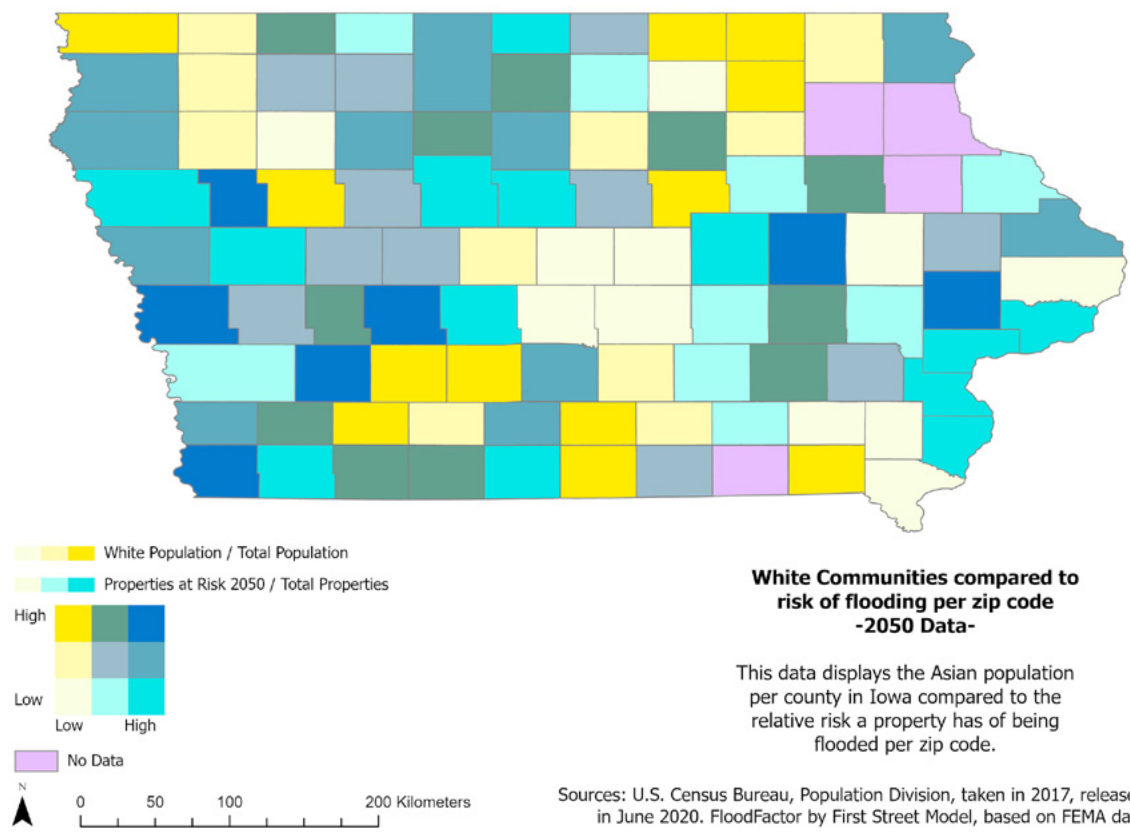 White Population / Total Population
Properties at Risk 2050 / Total Properties
High
Low
Low High
No Data
N
0 50 100 200 Kilometers
White Communities compared to
risk of flooding per zip code
-2050 Data-
This data displays the Asian population
per county in Iowa compared to the
relative risk a property has of being
flooded per zip code.
Sources: U.S. Census Bureau, Population Division, taken in 2017, release
in June 2020. FloodFactor by First Street Model, based on FEMA da